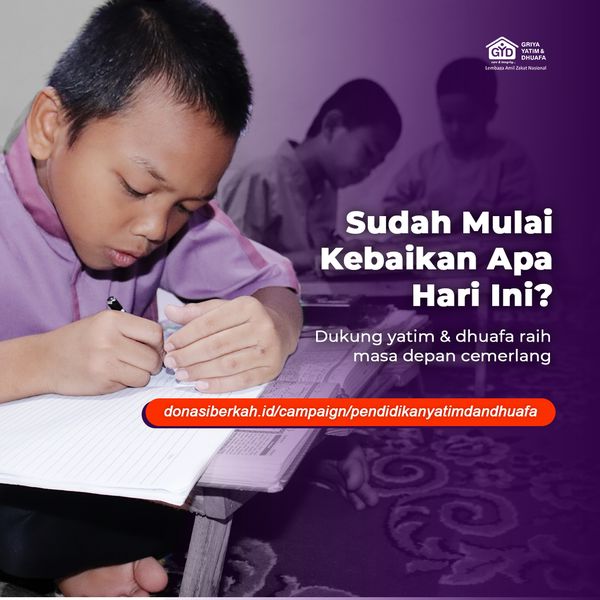 GYD
GRIYA
YATIM &
DHUAFA
Lembaga Amil Zakat Nasional
Sudah Mulai
Kebaikan Apa
Hari Ini?
Dukung yatim & dhuafa raih
masa depan cemerlang
donasiberkah.id/campaign/pendidikanyatimdandhuafa